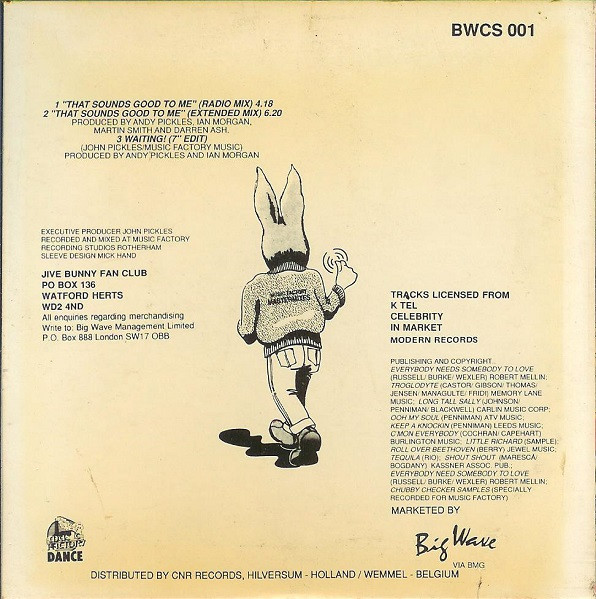 BWCS 001
1 "THAT SOUNDS GOOD TO ME" (RADIO MIX) 4.18
2 "THAT SOUNDS GOOD TO ME" (EXTENDED MIX) 6.20
PRODUCED BY ANDY PICKLES, IAN MORGAN,
MARTIN SMITH AND DARREN ASH.
3 WAITING! (7" EDIT)
(JOHN PICKLES/MUSIC FACTORY MUSIC)
PRODUCED BY ANDY PICKLES AND IAN MORGAN
EXECUTIVE PRODUCER JOHN PICKLES
RECORDED AND MIXED AT MUSIC FACTORY
RECORDING STUDIOS ROTHERHAM
SLEEVE DESIGN MICK HAND
JIVE BUNNY FAN CLUB
PO BOX 136
WATFORD HERTS
WD2 4ND
All enquiries regarding merchandising
Write to: Big Wave Management Limited
P.O. Box 888 London SW17 OBB
MUSIC FACTORY
MASTERMIXES
TRACKS LICENSED FROM
K TEL
CELEBRITY
IN MARKET
MODERN RECORDS
PUBLISHING AND COPYRIGHT..
EVERYBODY NEEDS SOMEBODY TO LOVE
(RUSSELL/ BURKE/ WEXLER) ROBERT MELLIN;
TROGLODYTE (CASTOR/ GIBSON/ THOMAS/
JENSEN/ MANAGULTE/ FRIDI) MEMORY LANE
MUSIC; LONG TALL SALLY (JOHNSON/
PENNIMAN/ BLACKWELL) CARLIN MUSIC CORP;
OOH MY SOUL (PENNIMAN) ATV MUSIC;
KEEP A KNOCKIN (PENNIMAN) LEEDS MUSIC;
C'MON EVERYBODY (COCHRAN/ CAPEHART)
BURLINGTON MUSIC; LITTLE RICHARD (SAMPLE);
ROLL OVER BEETHOVEN (BERRY) JEWEL MUSIC;
TEQUILA (RIO); SHOUT SHOUT (MARESCA/
BOGDANY) KASSNER ASSOC. PUB.;
EVERYBODY NEED SOMEBODY TO LOVE
(RUSSELL/ BURKE/ WEXLER) ROBERT MELLIN;
CHUBBY CHECKER SAMPLES (SPECIALLY
RECORDED FOR MUSIC FACTORY)
MARKETED BY
Big Wave
VIA BMG
DANCE
DISTRIBUTED BY CNR RECORDS, HILVERSUM - HOLLAND / WEMMEL - BELGIUM